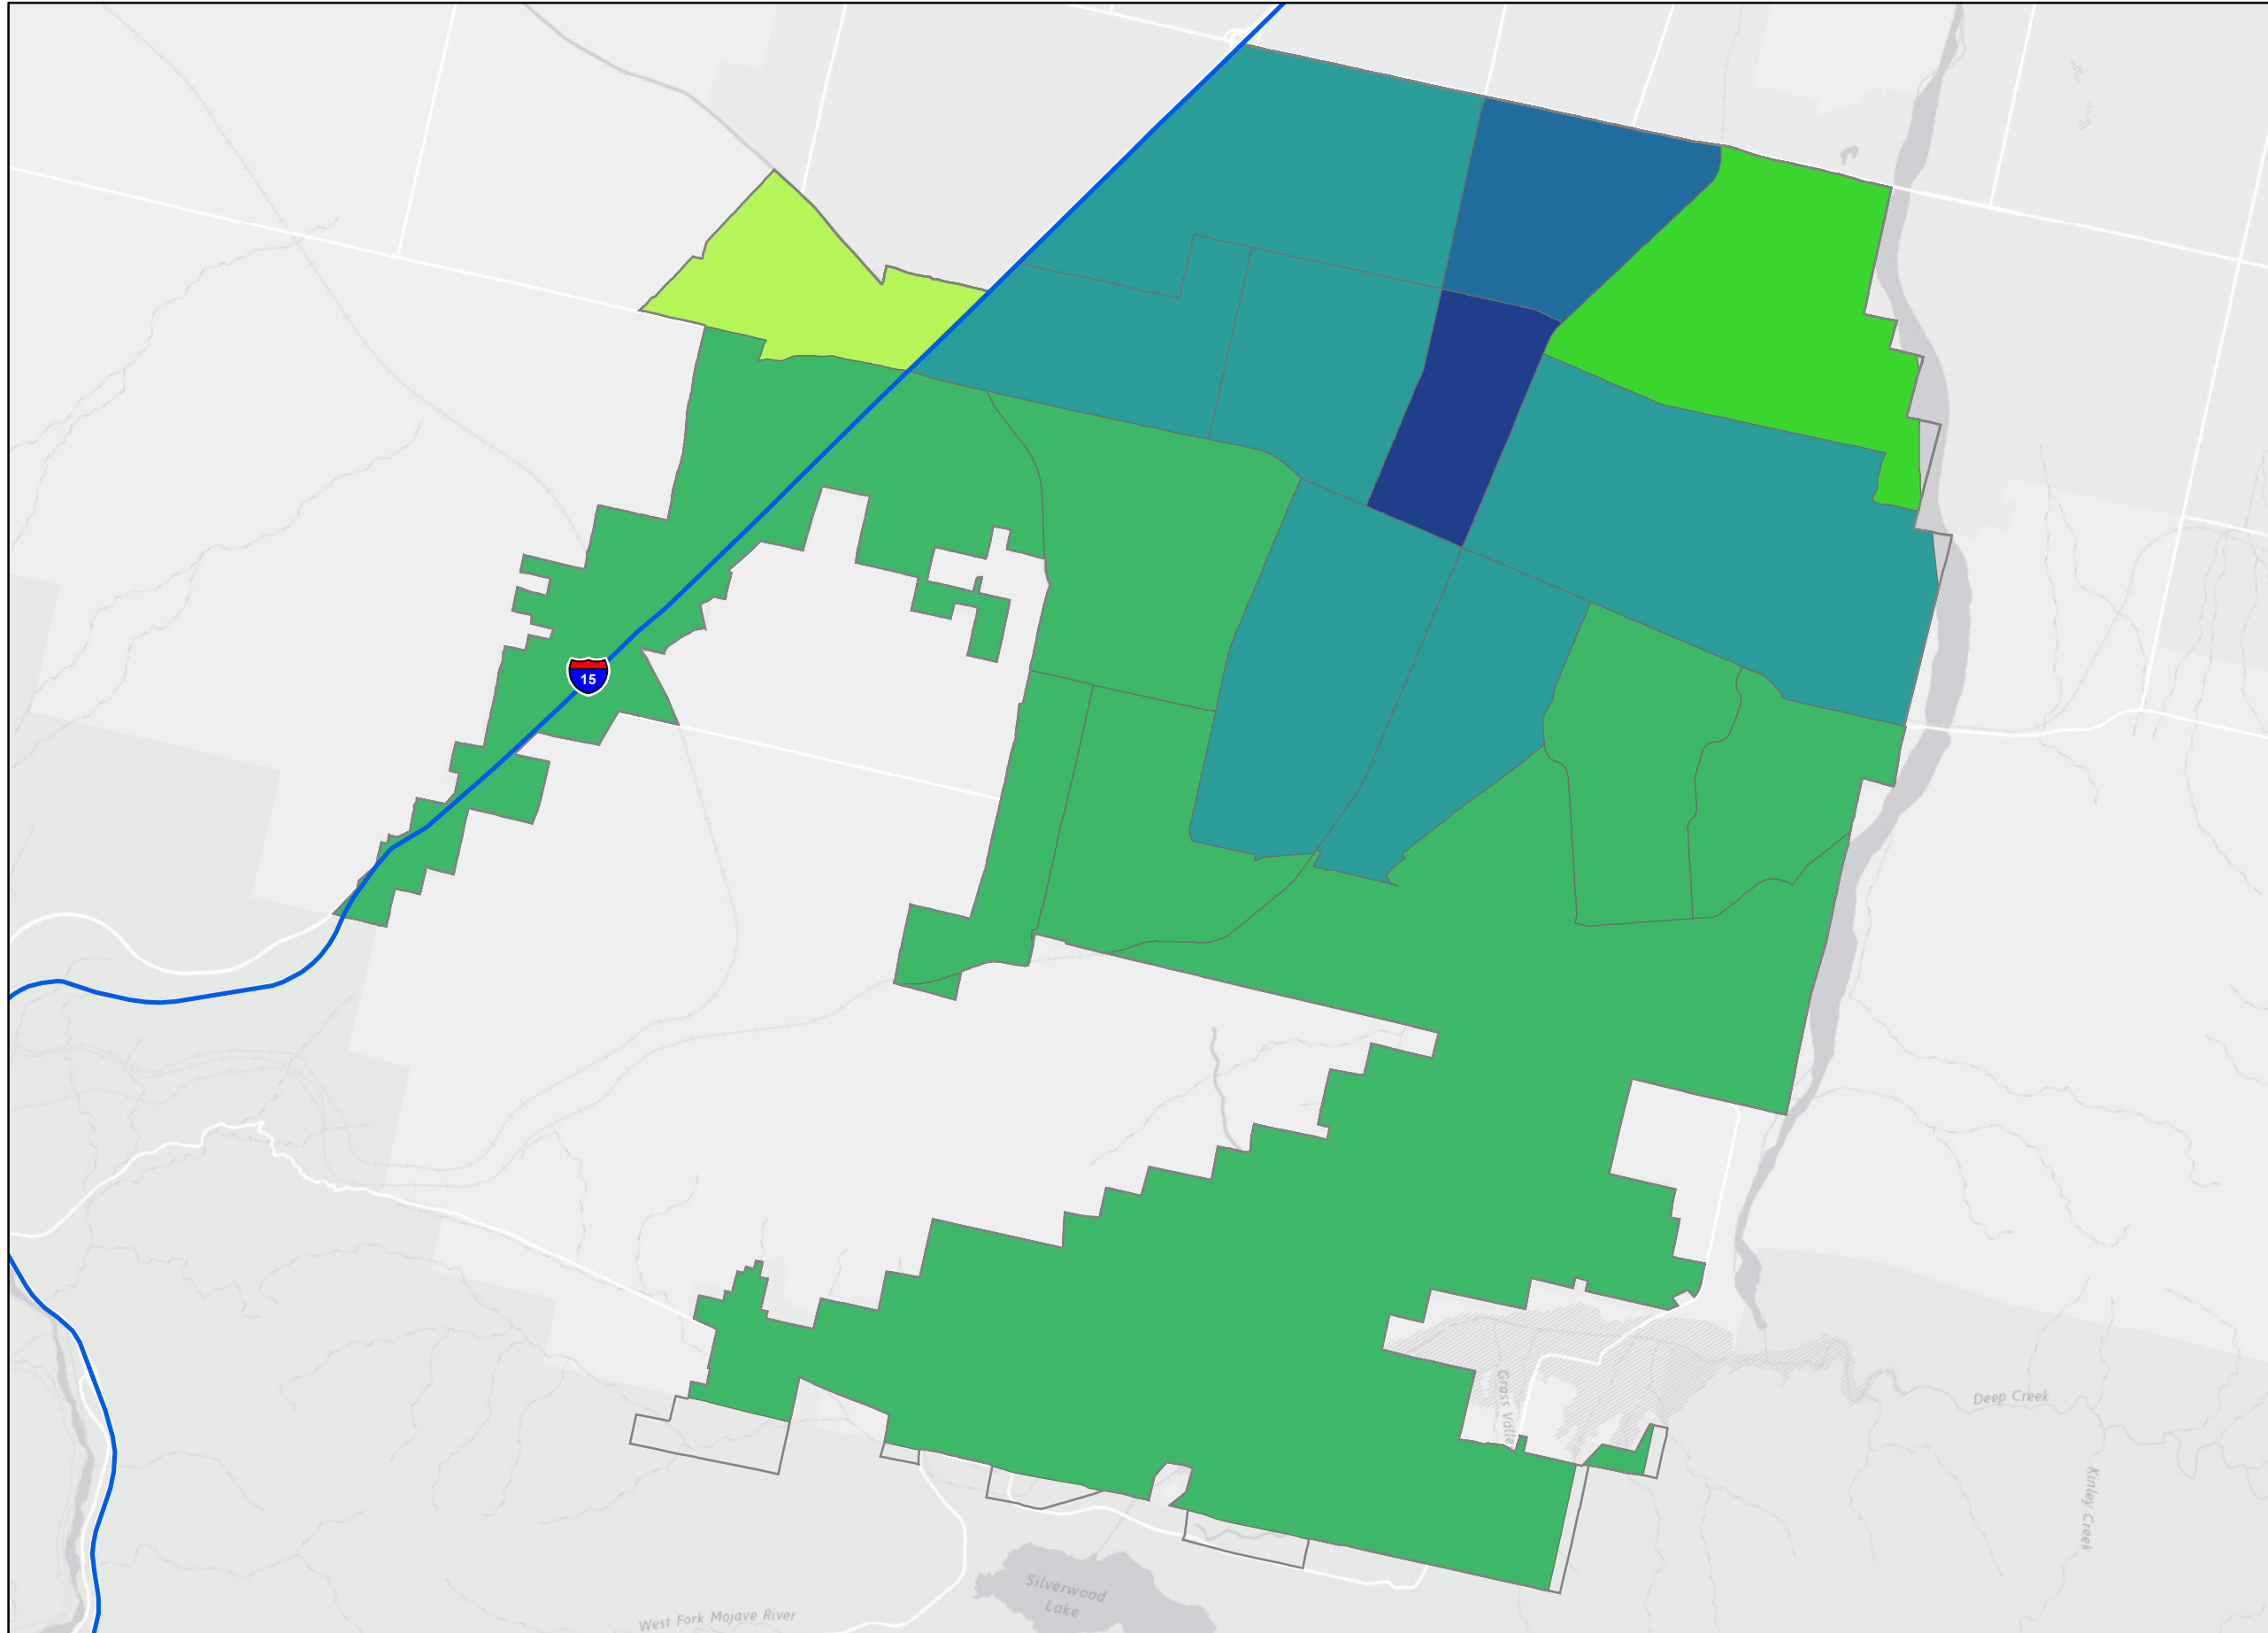 15
Grass Valle
Deep Creek
Kinley Creek
Silverwood
Lake
West Fork Mojave River